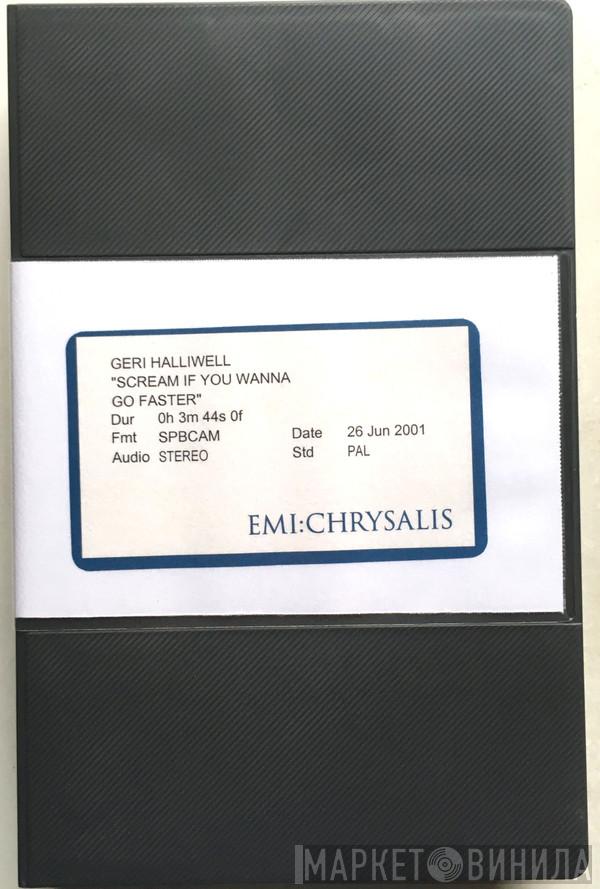 GERI HALLIWELL
"SCREAM IF YOU WANNA
GO FASTER"
Dur 0h 3m 44s 0f
Fmt SPBCAM Date 26 Jun 2001
Audio STEREO Std PAL
EMI:CHRYSALIS
МАРКЕТ ВИНИЛА